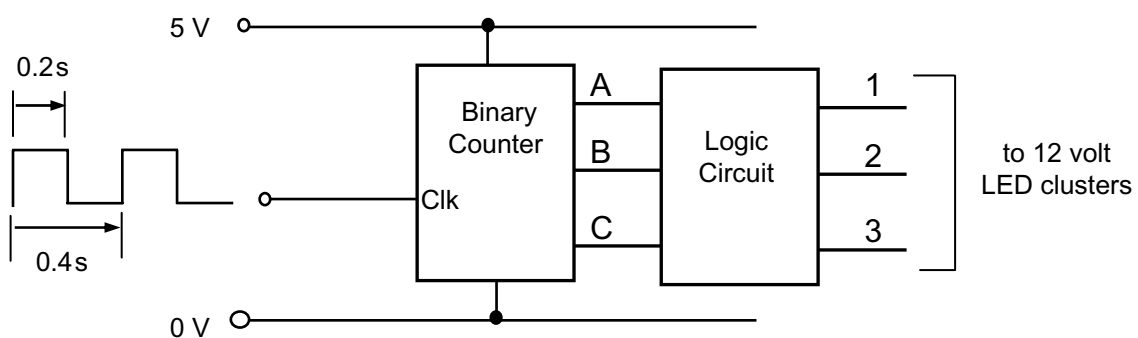 5 V
0.2s
0.4s
Binary
Counter
Clk
A
B
C
Logic
Circuit
1
2
3
to 12 volt
LED clusters
0 V